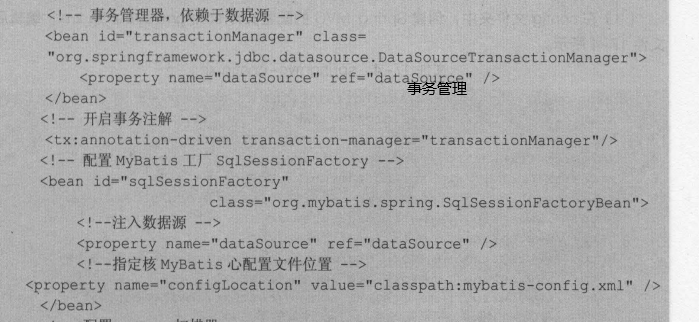 <!-- 事务管理器，依赖于数据源 -->
<bean id="transactionManager" class=
"org.springframework.jdbc.datasource.DataSourceTransactionManager">
<property name="dataSource" ref="dataSource" />
事务管理
</bean>
<!-- 开启事务注解 -->
<tx:annotation-driven transaction-manager="transactionManager"/>
<!-- 配置 MyBatis 工厂 SqlSessionFactory -->
<bean id="sqlSessionFactory"
class="org.mybatis.spring.SqlSessionFactoryBean">
<!--注入数据源 -->
<property name="dataSource" ref="dataSource" />
<!--指定核 MyBatis 心配置文件位置 -->
<property name="configLocation" value="classpath:mybatis-config.xml" />
</bean>